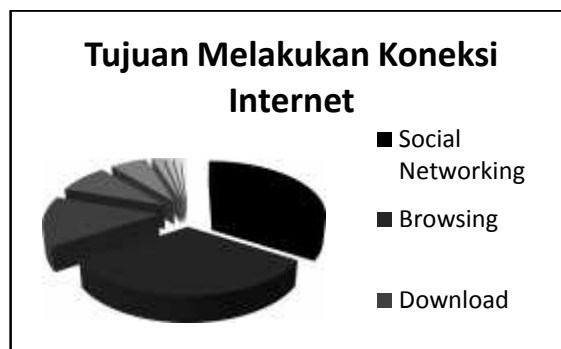 Tujuan Melakukan Koneksi
Internet
Social
Networking
Browsing
Download